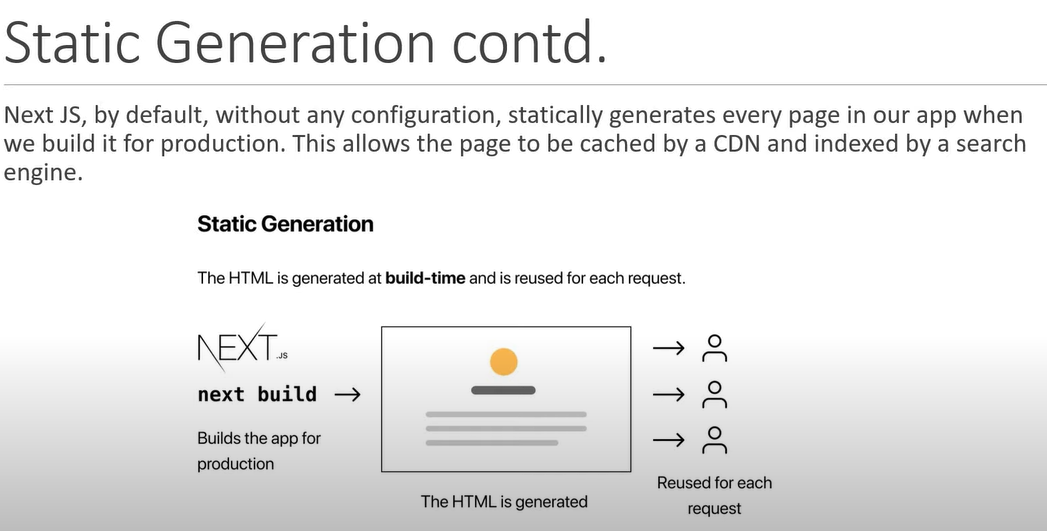 Static Generation contd.
Next JS, by default, without any configuration, statically generates every page in our app when
we build it for production. This allows the page to be cached by a CDN and indexed by a search
engine.
Static Generation
The HTML is generated at build-time and is reused for each request.
NEXT.JS
next build
Builds the app for
production
The HTML is generated
Reused for each
request